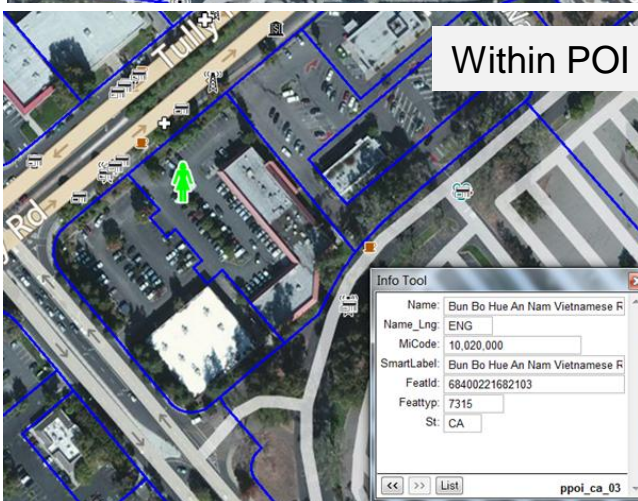 Within POI
Tully
Rd
Info Tool
Name: Bun Bo Hue An Nam Vietnamese R
Name_Lng: ENG
MiCode: 10,020,000
SmartLabel: Bun Bo Hue An Nam Vietnamese R
FeatId: 68400221682103
Feattyp: 7315
St: CA
<< >> List ppoi_ca_03